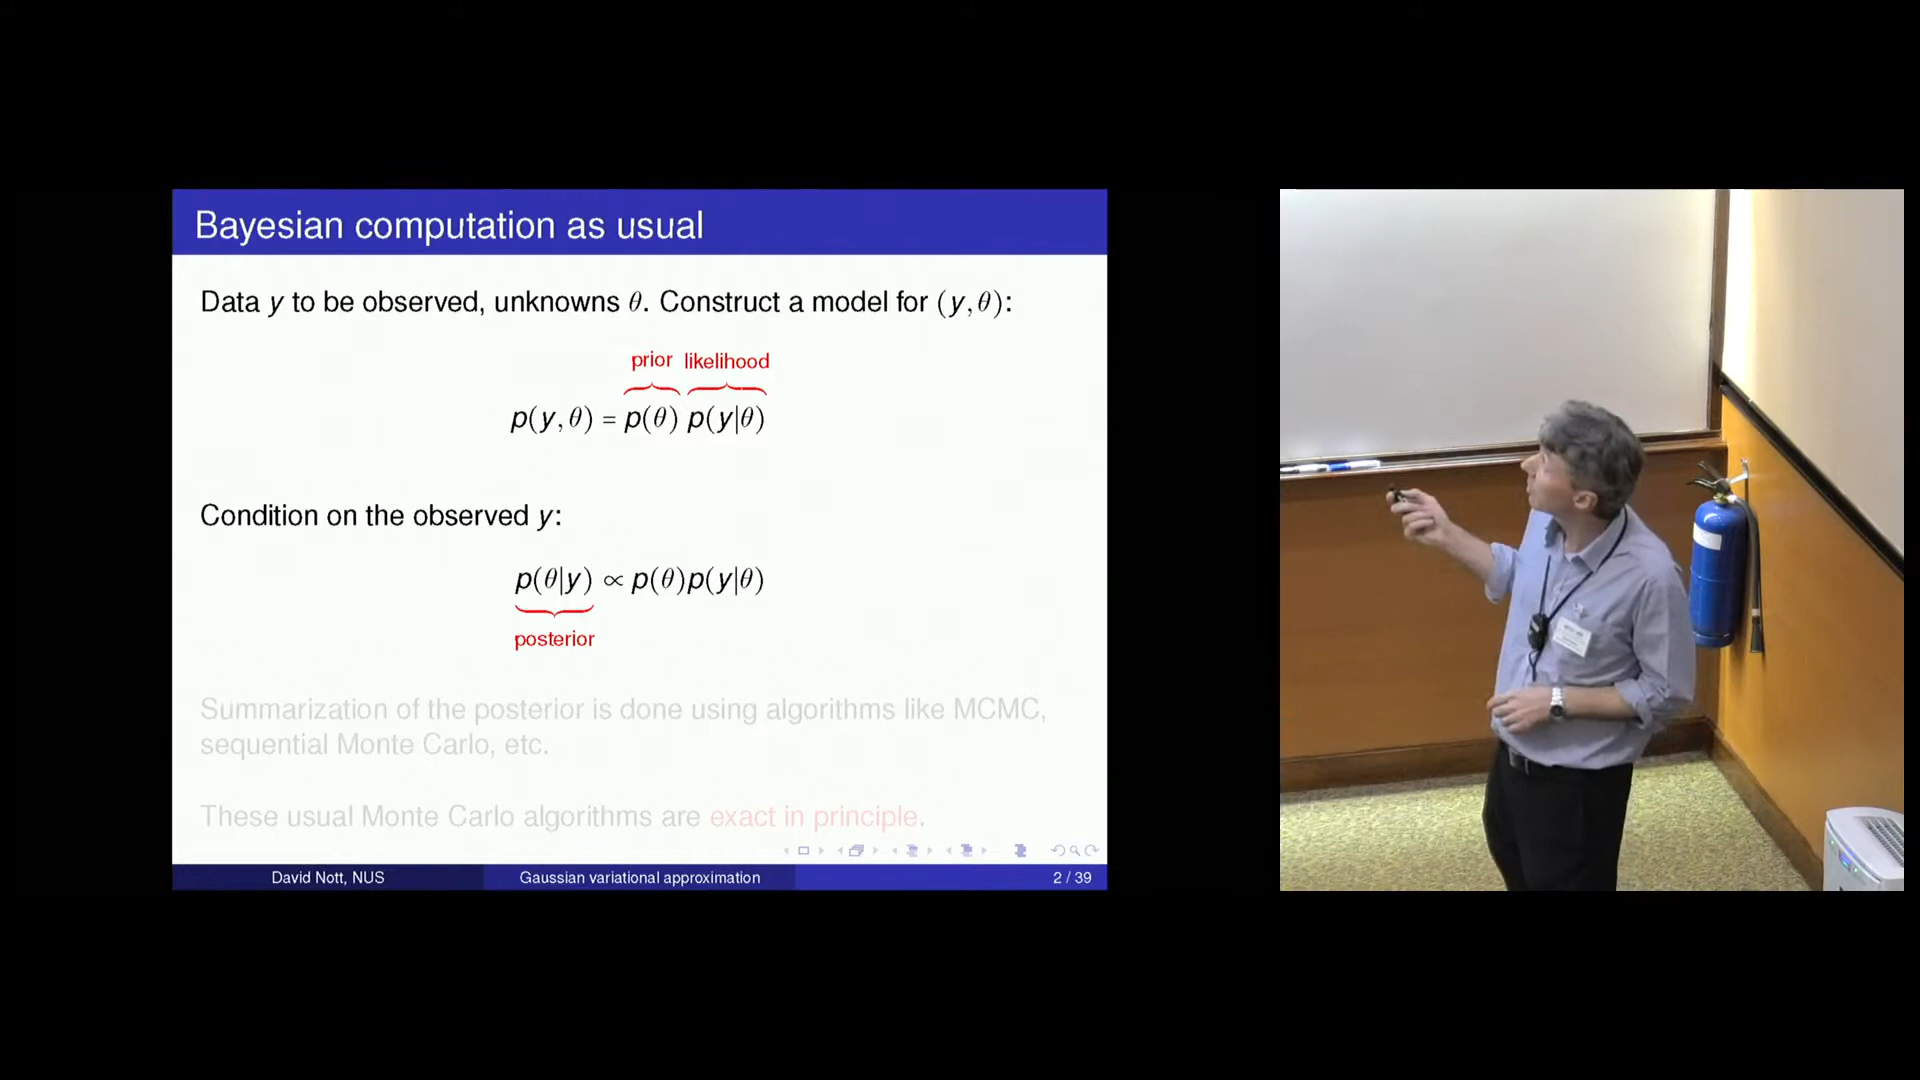 Bayesian computation as usual
Data y to be observed, unknowns θ. Construct a model for (y, θ):
prior likelihood
p(y, θ) = p(θ) p(y|θ)
Condition on the observed y:
p(θ|y) ∝ p(θ)p(y|θ)
posterior
Summarization of the posterior is done using algorithms like MCMC,
sequential Monte Carlo, etc.
These usual Monte Carlo algorithms are exact in principle.
David Nott, NUS
Gaussian variational approximation
2 / 39